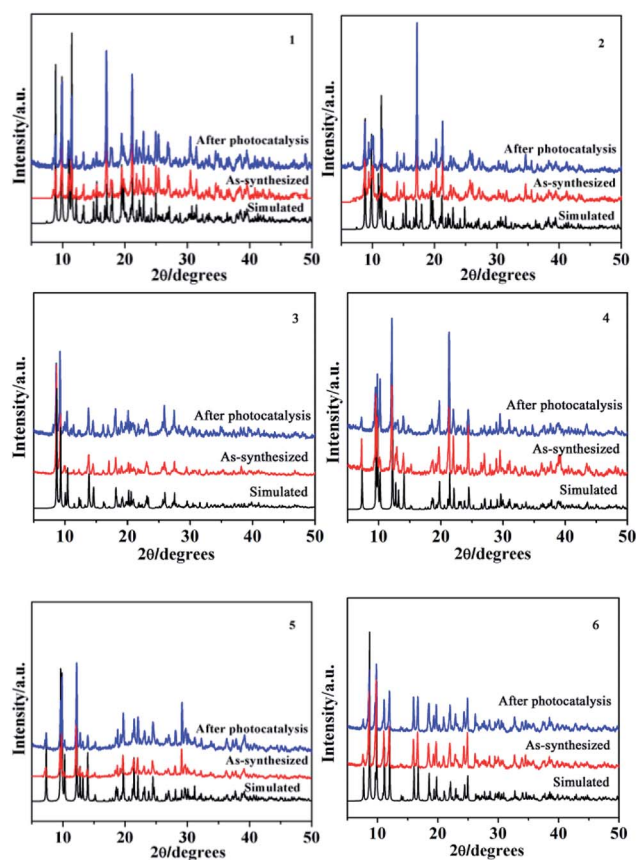 1
Intensity/a.u.
After photocatalysis
As-synthesized
Simulated
10 20 30 40 50
2θ/degrees
2
Intensity/a.u.
After photocatalysis
As-synthesized
Simulated
10 20 30 40 50
2θ/degrees
3
Intensity/a.u.
After photocatalysis
As-synthesized
Simulated
10 20 30 40 50
2θ/degrees
4
Intensity/a.u.
After photocatalysis
As-synthesized
Simulated
10 20 30 40 50
2θ/degrees
5
Intensity/a.u.
After photocatalysis
As-synthesized
Simulated
10 20 30 40 50
2θ/degrees
6
Intensity/a.u.
After photocatalysis
As-synthesized
Simulated
10 20 30 40 50
2θ/degrees